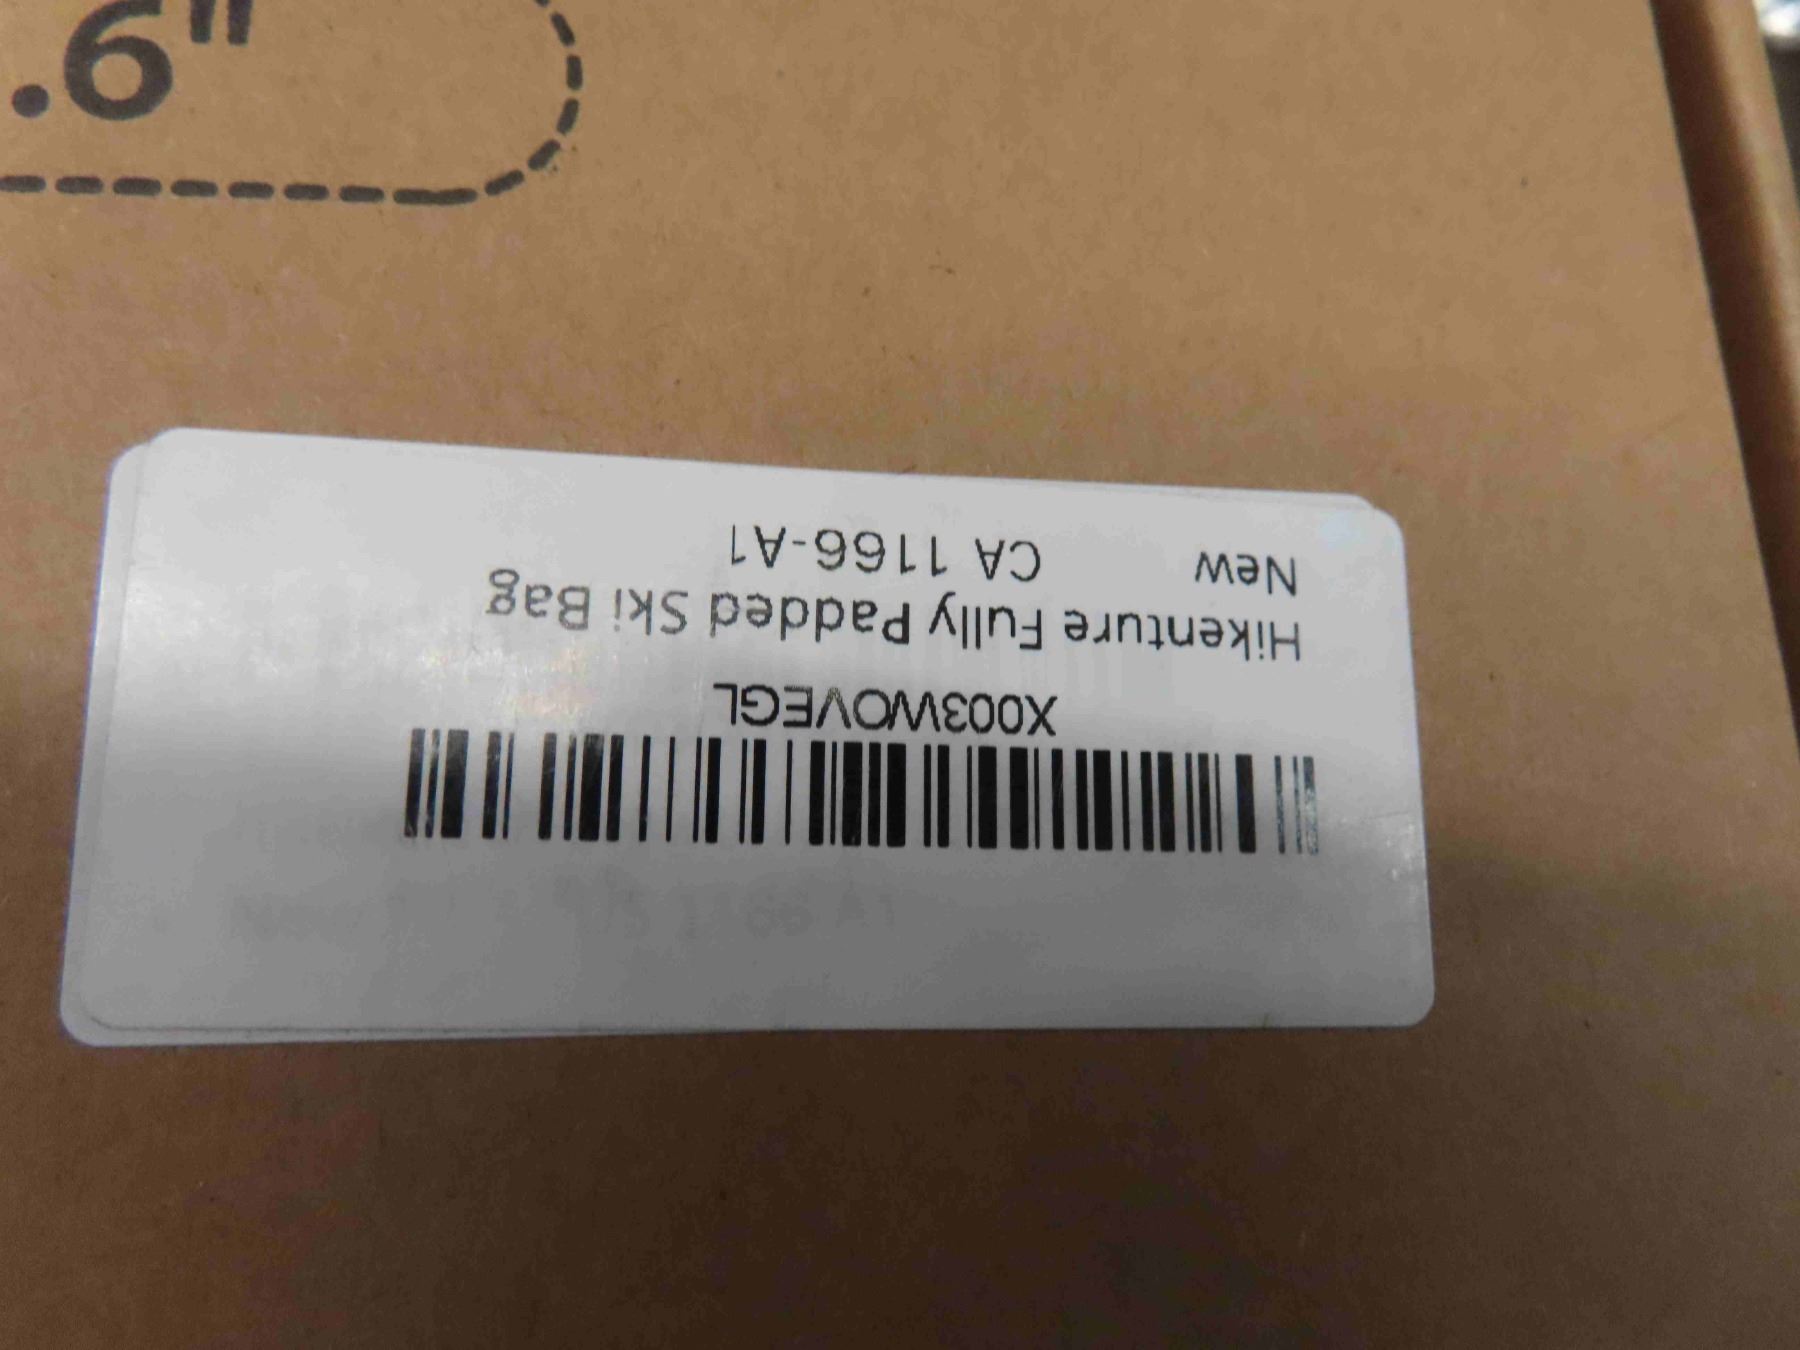 .6"
X003WOVEGL
Hikenture Fully Padded Ski Bag
New CA 1166-A1